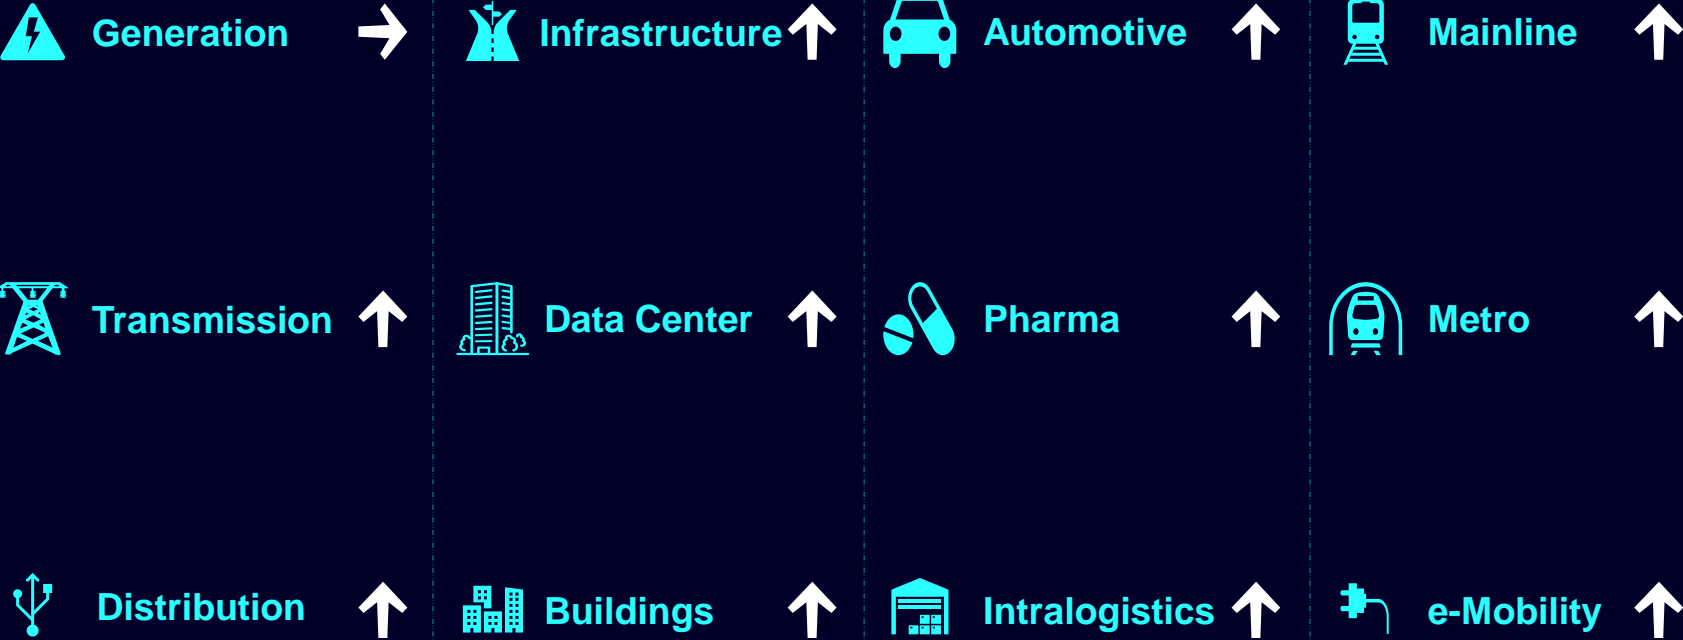 Generation
Infrastructure
Automotive
Mainline
Transmission
Data Center
Pharma
Metro
Distribution
Buildings
Intralogistics
e-Mobility